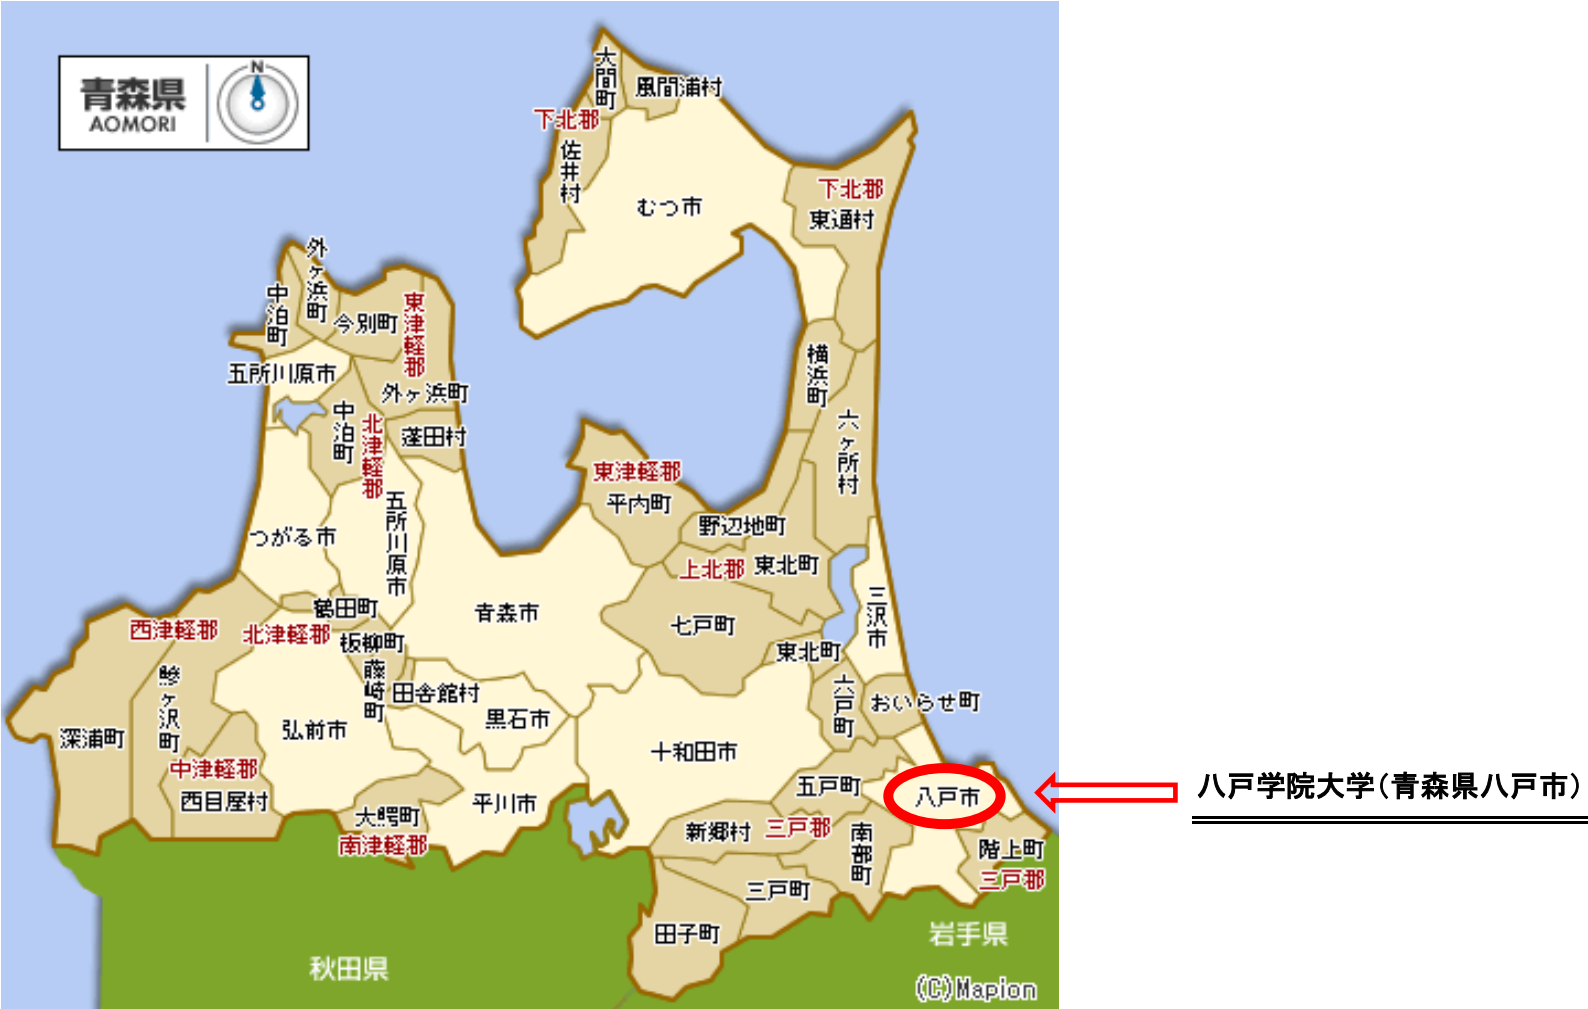 青森県
AOMORI
N
大間町
風間浦村
下北郡
佐井村
むつ市
下北郡
東通村
外ヶ浜町
中泊町
今別町
東津軽郡
五所川原市
外ヶ浜町
中泊町
北津軽郡
蓬田村
横浜町
六ヶ所村
東津軽郡
平内町
野辺地町
五所川原市
つがる市
上北郡
東北町
三沢市
鶴田町
青森市
七戸町
西津軽郡
北津軽郡
板柳町
東北町
藤崎町
田舎館村
六戸町
おいらせ町
鰺ヶ沢町
深浦町
弘前市
黒石市
十和田市
中津軽郡
西目屋村
平川市
五戸町
八戸市
八戸学院大学(青森県八戸市)
大鰐町
南津軽郡
新郷村
三戸郡
南部町
階上町
三戸郡
三戸町
田子町
岩手県
秋田県
(C)Mapion